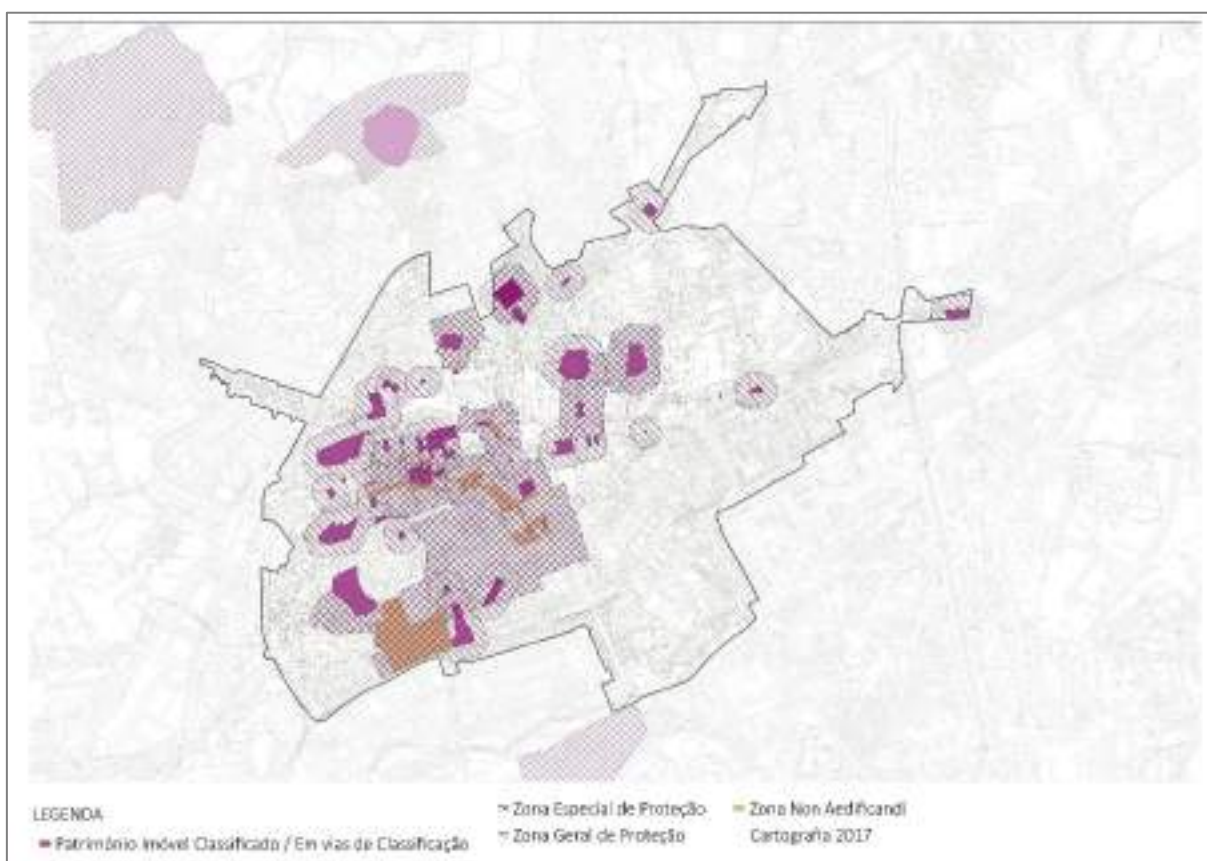 LEGENDA
Património Imóvel Classificado / Em vias de Classificação
Zona Especial de Proteção
Zona Geral de Proteção
Zona Non Aedificandi
Cartografia 2017